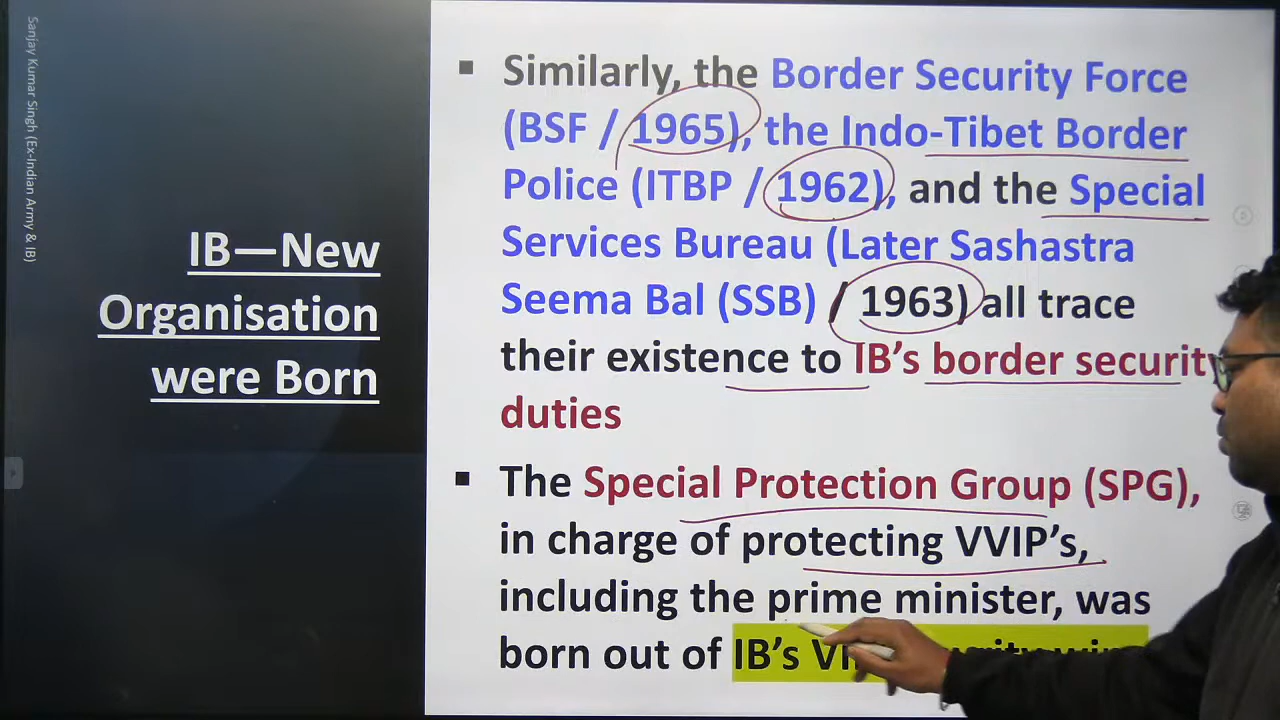 Sanjay Kumar Singh (Ex-Indian Army & IB)
IB—New
Organisation
were Born
▪ Similarly, the Border Security Force
(BSF / 1965), the Indo-Tibet Border
Police (ITBP / 1962), and the Special
Services Bureau (Later Sashastra
Seema Bal (SSB) / 1963) all trace
their existence to IB’s border security
duties
▪ The Special Protection Group (SPG),
in charge of protecting VVIP’s,
including the prime minister, was
born out of IB’s